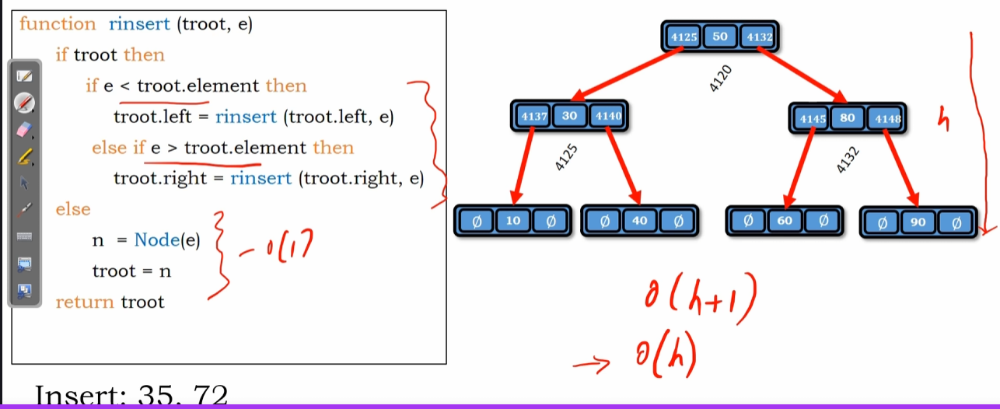 function rinsert (troot, e)
if troot then
if e < troot.element then
troot.left = rinsert (troot.left, e)
else if e > troot.element then
troot.right = rinsert (troot.right, e)
else
n = Node(e)
troot = n
return troot
- O(1)
4125 50 4132
4120
4137 30 4140
4125
4145 80 4148
4132
h
Ø 10 Ø
Ø 40 Ø
Ø 60 Ø
Ø 90 Ø
O(h+1)
→ O(h)
Insert: 35, 72